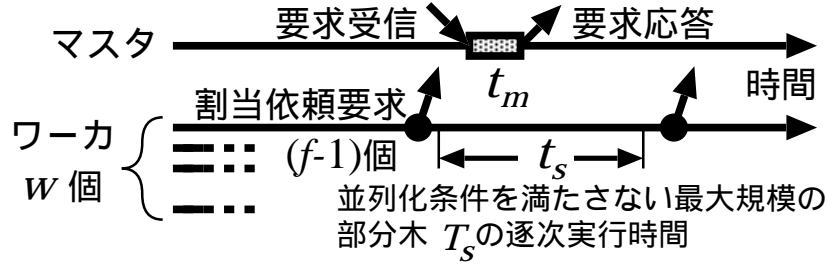 要求受信 要求応答
マスタ
t_m 時間
割当依頼要求
ワーカ (f-1)個 t_s
w 個
並列化条件を満たさない最大規模の
部分木 T_sの逐次実行時間